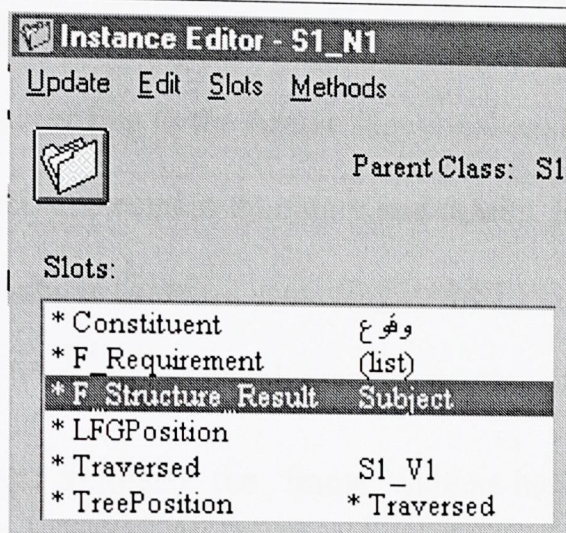 Instance Editor - S1_N1
Update Edit Slots Methods
Parent Class: S1
Slots:
* Constituent وقوع
* F_Requirement (list)
* F_Structure_Result Subject
* LFGPosition
* Traversed S1_V1
* TreePosition * Traversed